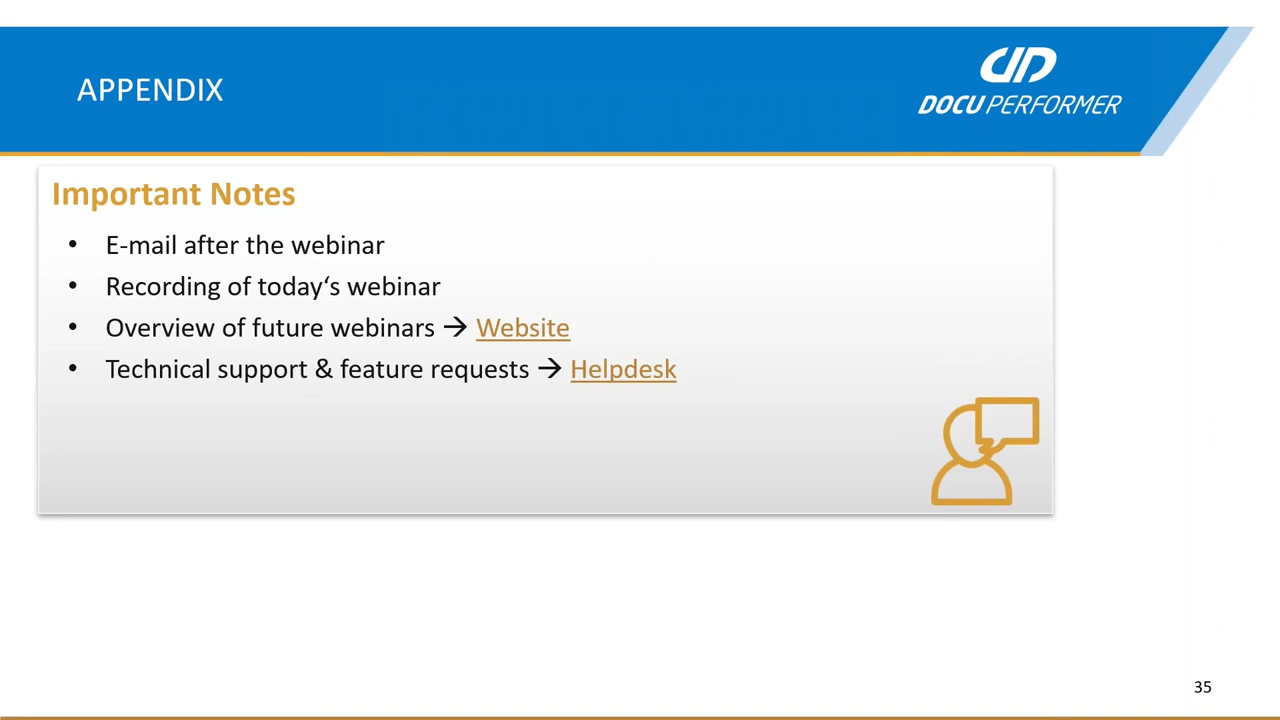 APPENDIX
DOCU PERFORMER
Important Notes
• E-mail after the webinar
• Recording of today‘s webinar
• Overview of future webinars → Website
• Technical support & feature requests → Helpdesk
35